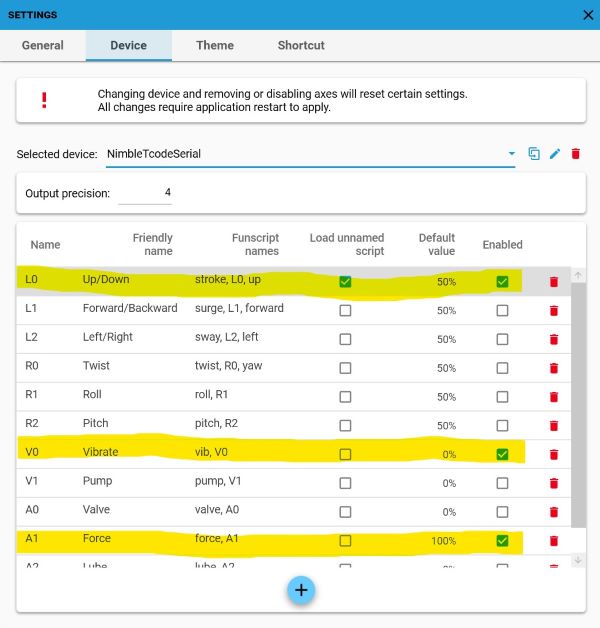 SETTINGS
General Device Theme Shortcut
! Changing device and removing or disabling axes will reset certain settings.
All changes require application restart to apply.
Selected device: NimbleTcodeSerial
Output precision: 4
Name Friendly name Funscript names Load unnamed script Default value Enabled
L0 Up/Down stroke, L0, up 50%
L1 Forward/Backward surge, L1, forward 50%
L2 Left/Right sway, L2, left 50%
R0 Twist twist, R0, yaw 50%
R1 Roll roll, R1 50%
R2 Pitch pitch, R2 50%
V0 Vibrate vib, V0 0%
V1 Pump pump, V1 0%
A0 Valve valve, A0 0%
A1 Force force, A1 100%
A2 Lube lube, A2 0%